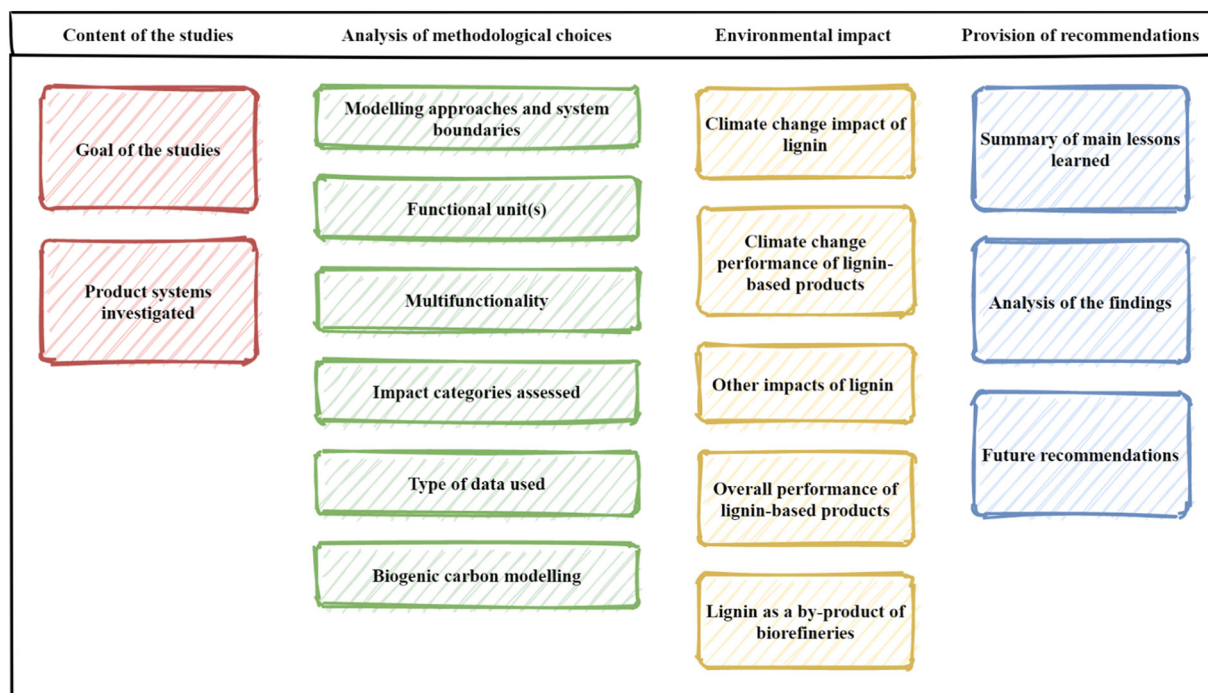 Content of the studies
Analysis of methodological choices
Environmental impact
Provision of recommendations
Goal of the studies
Product systems
investigated
Modelling approaches and system
boundaries
Functional unit(s)
Multifunctionality
Impact categories assessed
Type of data used
Biogenic carbon modelling
Climate change impact of
lignin
Climate change
performance of lignin-
based products
Other impacts of lignin
Overall performance of
lignin-based products
Lignin as a by-product of
biorefineries
Summary of main lessons
learned
Analysis of the findings
Future recommendations